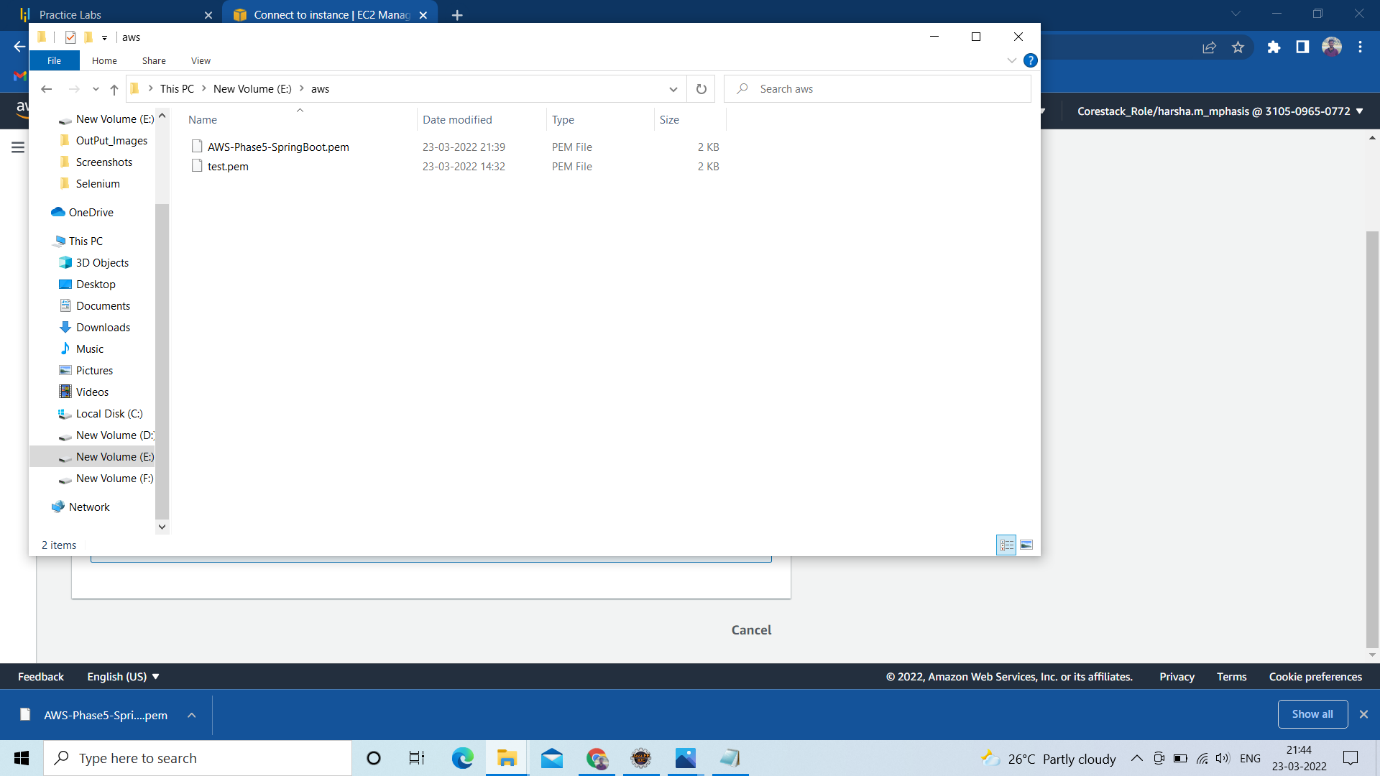 Practice Labs
Connect to instance | EC2 Manag
aws
File Home Share View
This PC > New Volume (E:) > aws
Search aws
aw
Corestack_Role/harsha.m_mphasis @ 3105-0965-0772
Name Date modified Type Size
AWS-Phase5-SpringBoot.pem 23-03-2022 21:39 PEM File 2 KB
test.pem 23-03-2022 14:32 PEM File 2 KB
New Volume (E:)
OutPut_Images
Screenshots
Selenium
OneDrive
This PC
3D Objects
Desktop
Documents
Downloads
Music
Pictures
Videos
Local Disk (C:)
New Volume (D:)
New Volume (E:)
New Volume (F:)
Network
2 items
Cancel
Feedback English (US) © 2022, Amazon Web Services, Inc. or its affiliates. Privacy Terms Cookie preferences
AWS-Phase5-Spri....pem Show all
Type here to search 26°C Partly cloudy ENG 21:44
23-03-2022